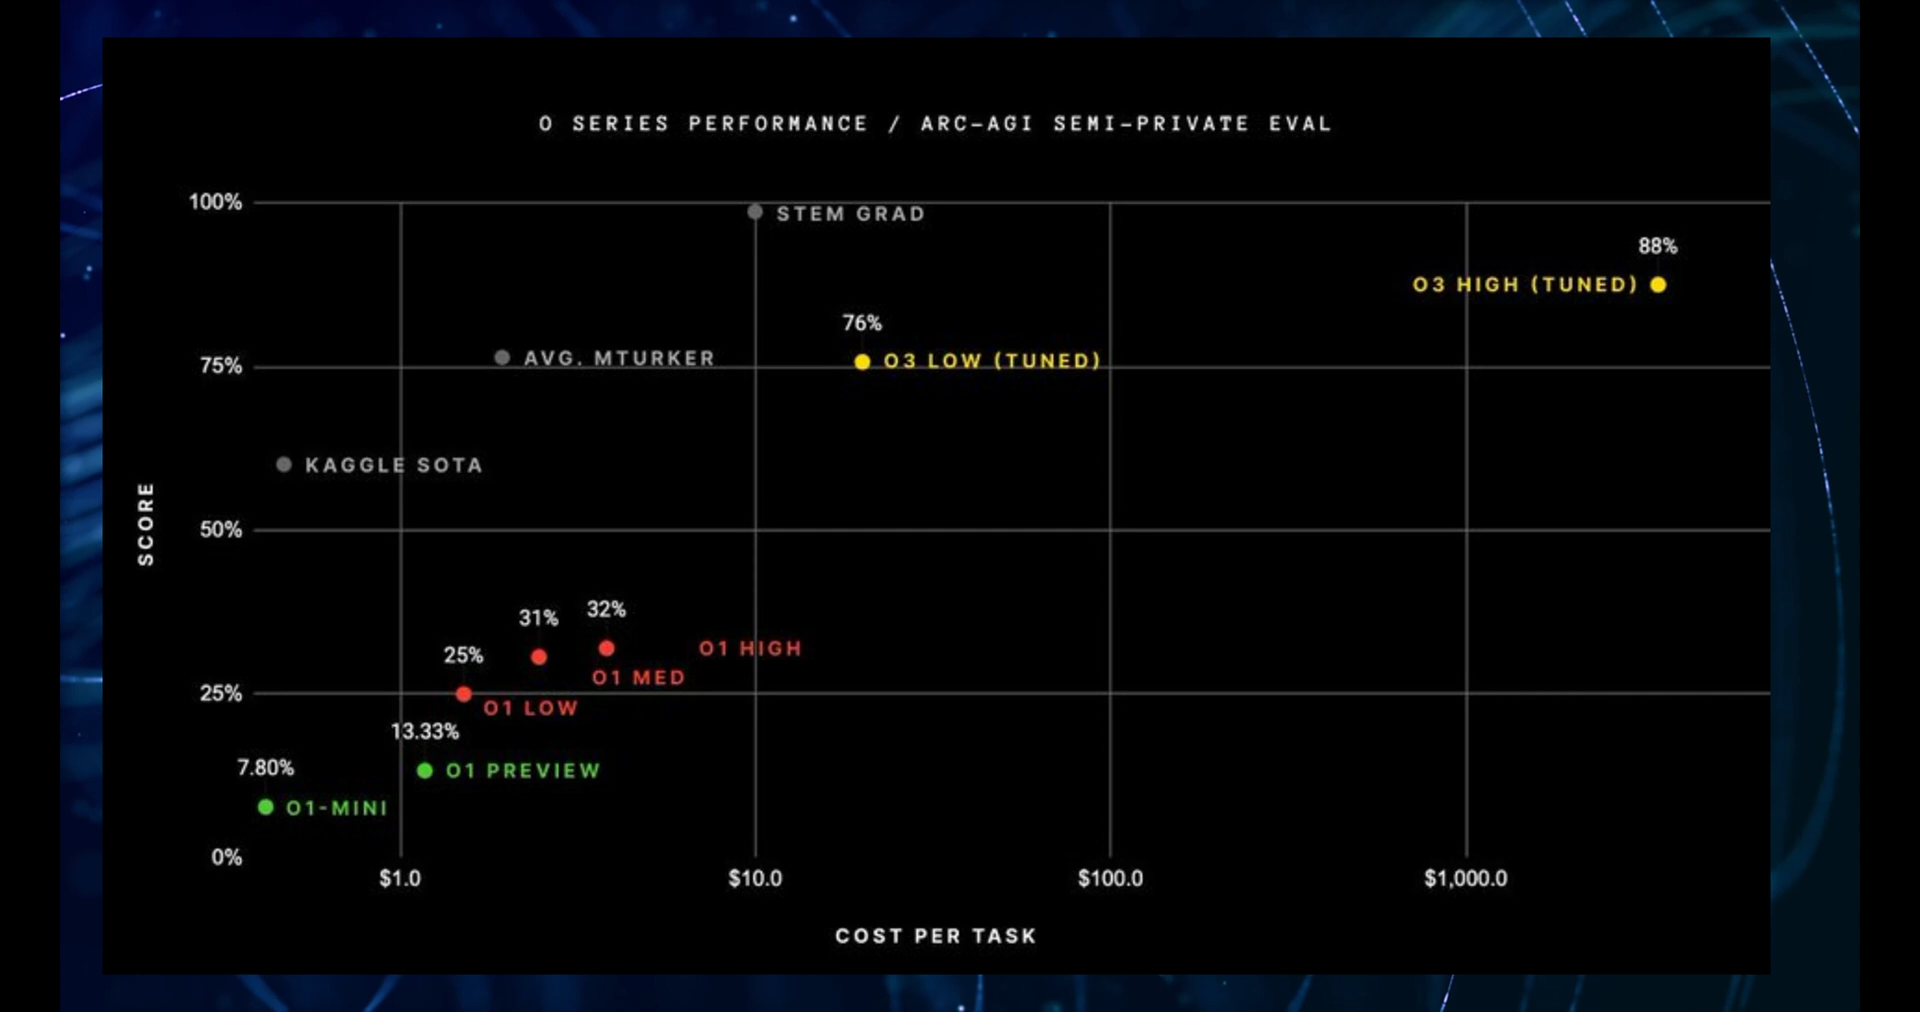 O SERIES PERFORMANCE / ARC-AGI SEMI-PRIVATE EVAL
100%
STEM GRAD
88%
O3 HIGH (TUNED)
76%
AVG. MTURKER
O3 LOW (TUNED)
75%
KAGGLE SOTA
SCORE
50%
31%
32%
O1 HIGH
25%
O1 MED
25%
O1 LOW
13.33%
7.80%
O1 PREVIEW
O1-MINI
0%
$1.0
$10.0
$100.0
$1,000.0
COST PER TASK